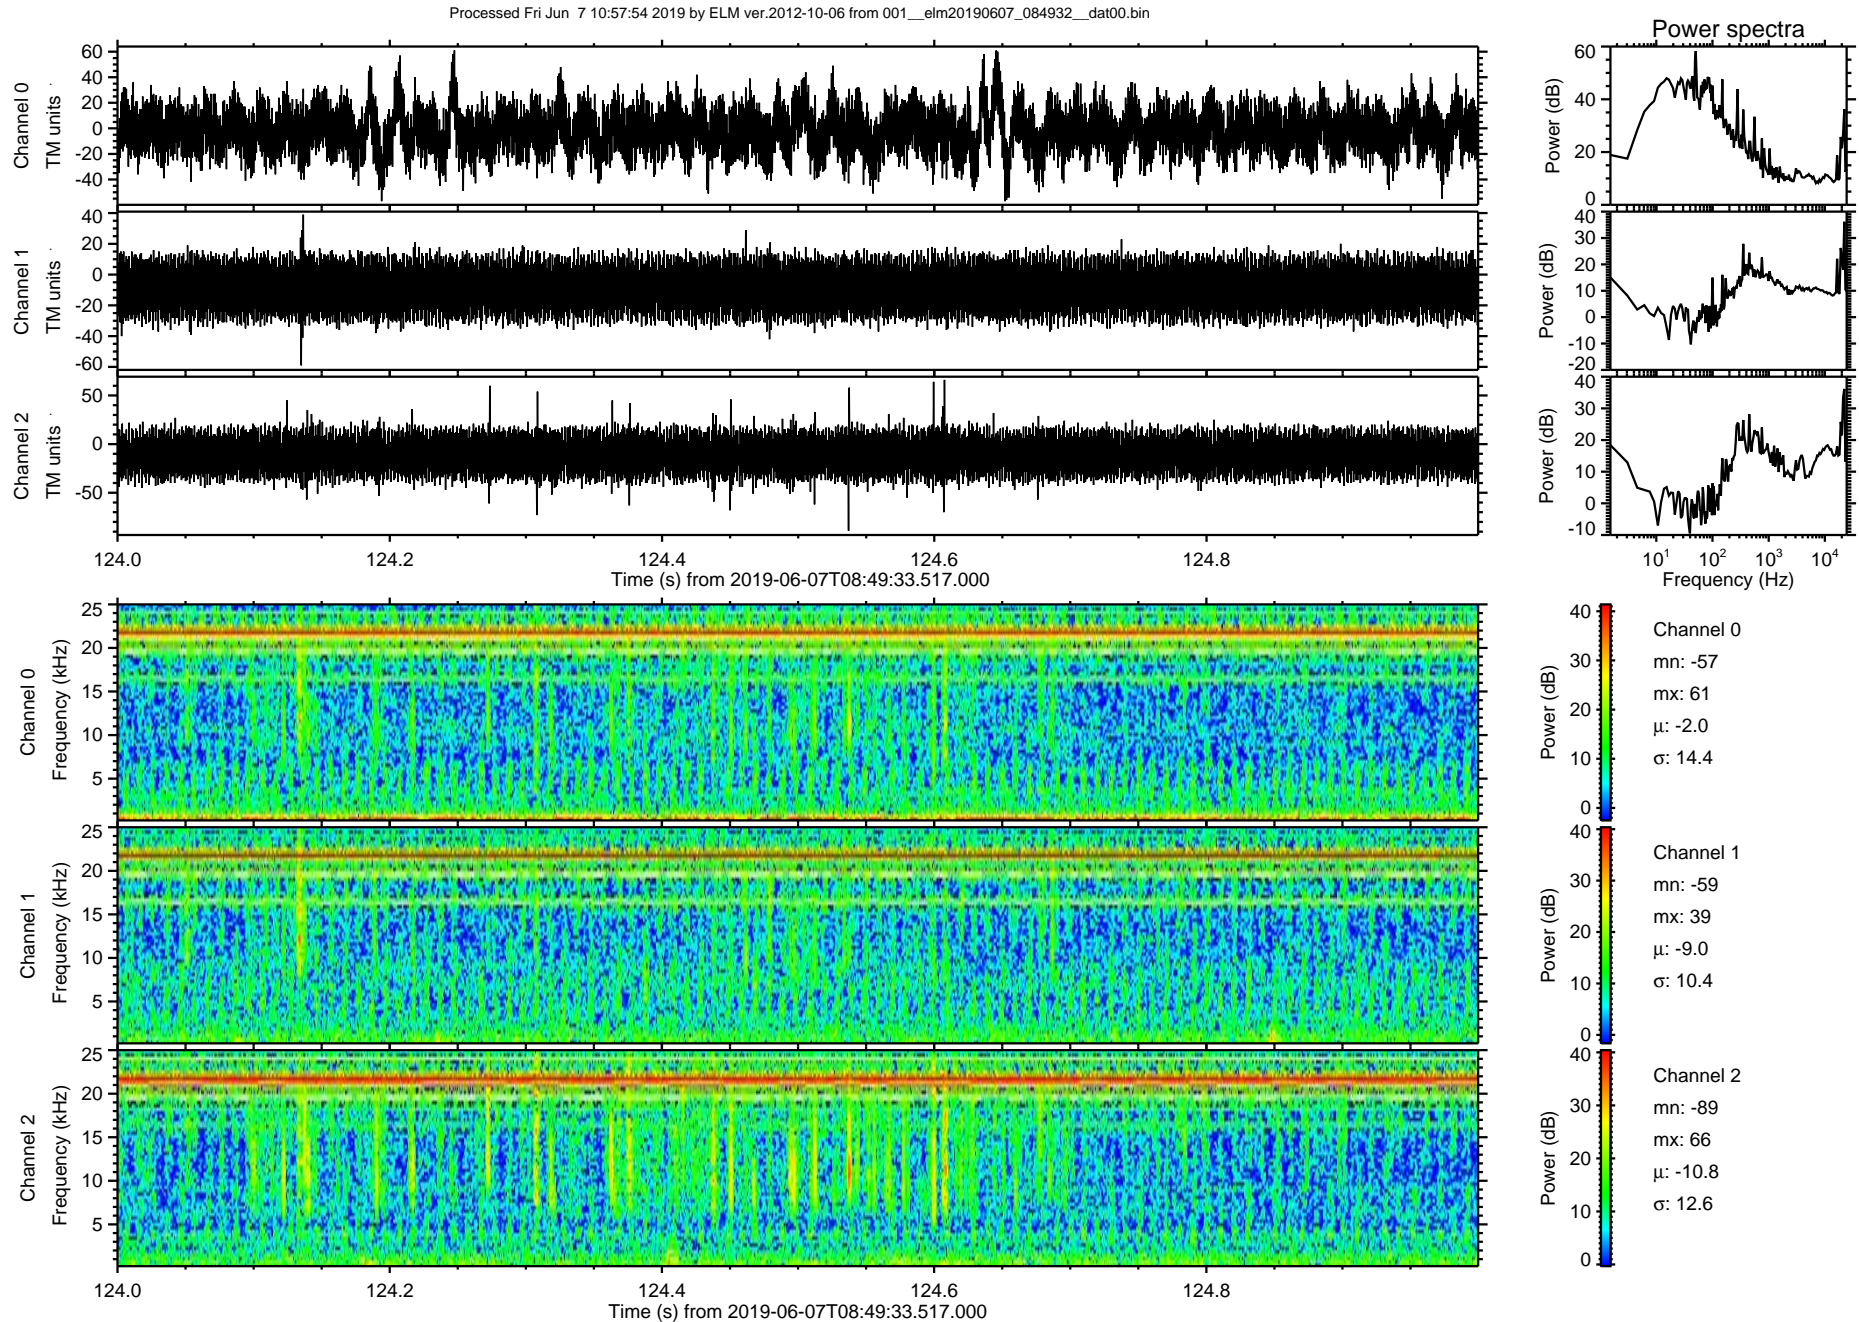 Processed Fri Jun  7 10:57:54 2019 by ELM ver.2012-10-06 from 001__elm20190607_084932__dat00.bin
Power spectra
Channel 0
TM units
60
40
20
0
-20
-40
Power (dB)
60
40
20
0
Channel 1
TM units
40
20
0
-20
-40
-60
Power (dB)
40
30
20
10
0
-10
-20
Channel 2
TM units
50
0
-50
Power (dB)
40
30
20
10
0
-10
124.0 124.2 124.4 124.6 124.8
Time (s) from 2019-06-07T08:49:33.517.000
10¹ 10² 10³ 10⁴
Frequency (Hz)
Channel 0
Frequency (kHz)
25
20
15
10
5
Power (dB)
40
30
20
10
0
Channel 0
mn: -57
mx: 61
μ: -2.0
σ: 14.4
Channel 1
Frequency (kHz)
25
20
15
10
5
Power (dB)
40
30
20
10
0
Channel 1
mn: -59
mx: 39
μ: -9.0
σ: 10.4
Channel 2
Frequency (kHz)
25
20
15
10
5
Power (dB)
40
30
20
10
0
Channel 2
mn: -89
mx: 66
μ: -10.8
σ: 12.6
124.0 124.2 124.4 124.6 124.8
Time (s) from 2019-06-07T08:49:33.517.000